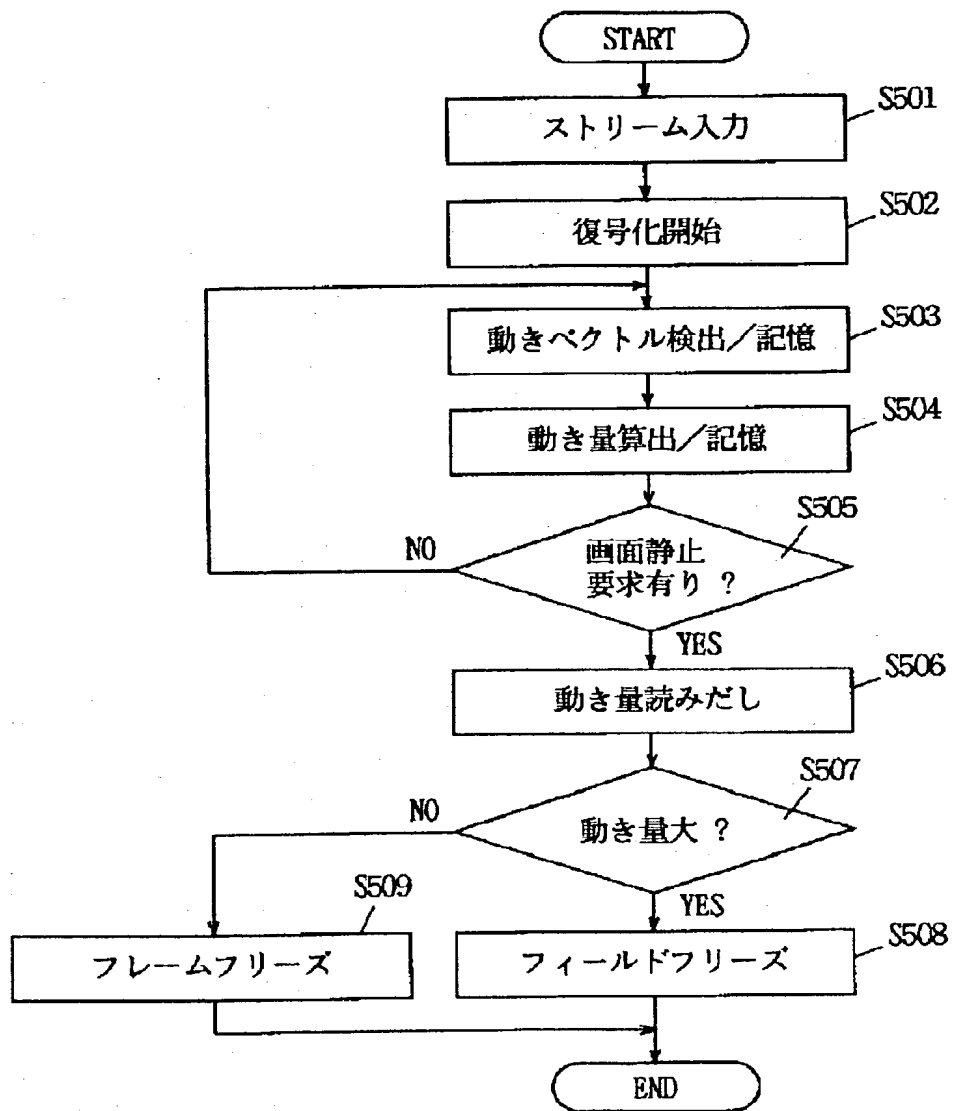 START
S501
ストリーム入力
S502
復号化開始
S503
動きベクトル検出／記憶
S504
動き量算出／記憶
S505
NO
画面静止
要求有り ?
YES
S506
動き量読みだし
S507
NO
動き量大 ?
YES
S509
フレームフリーズ
S508
フィールドフリーズ
END